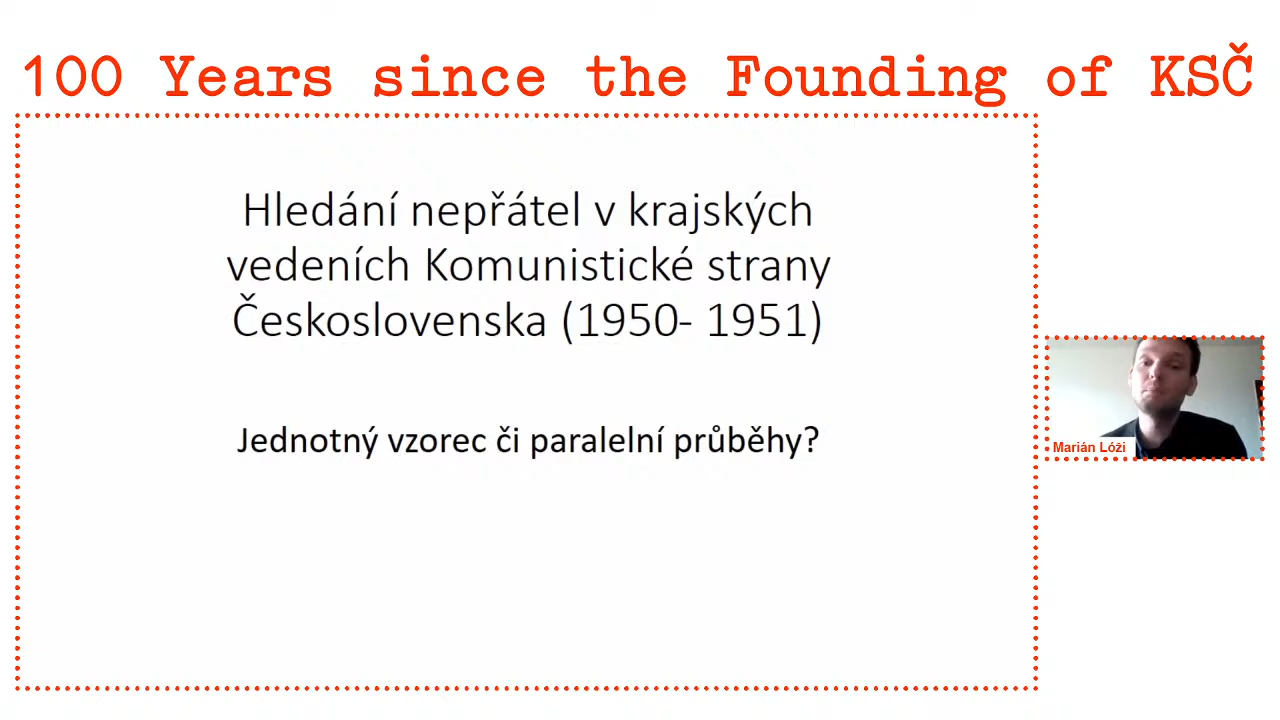 100 Years since the Founding of KSČ
Hledání nepřátel v krajských
vedeních Komunistické strany
Československa (1950- 1951)
Jednotný vzorec či paralelní průběhy?
Marián Lóži